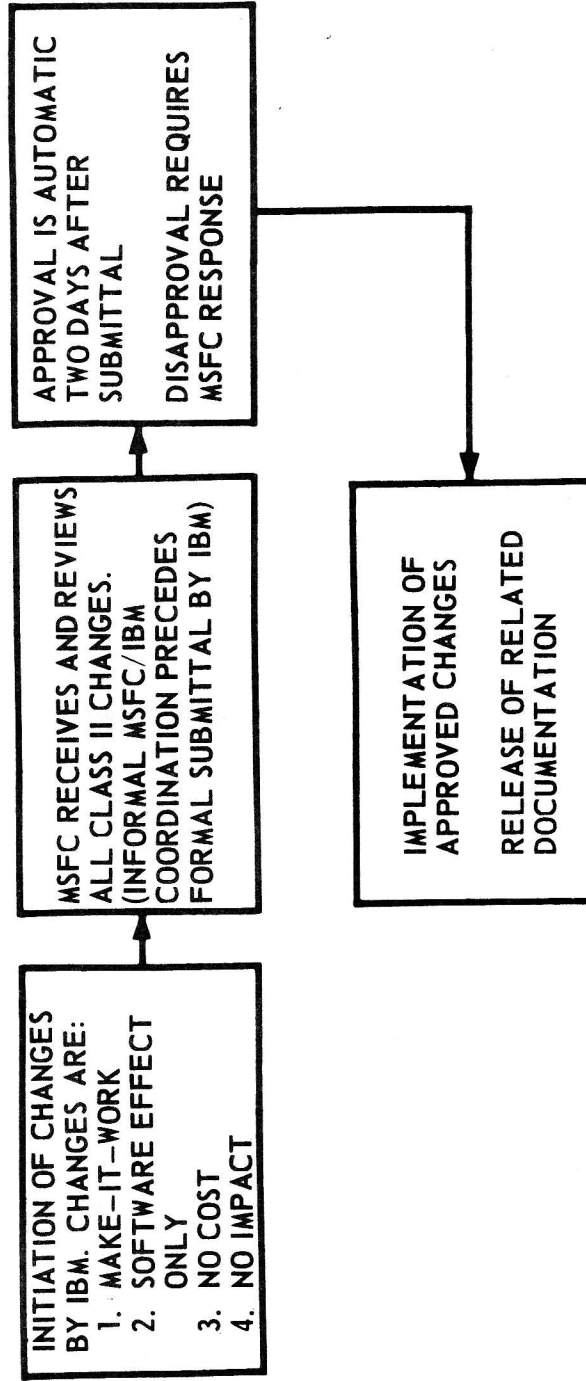 INITIATION OF CHANGES
BY IBM. CHANGES ARE:
1. MAKE-IT-WORK
2. SOFTWARE EFFECT
ONLY
3. NO COST
4. NO IMPACT
MSFC RECEIVES AND REVIEWS
ALL CLASS II CHANGES.
(INFORMAL MSFC/IBM
COORDINATION PRECEDES
FORMAL SUBMITTAL BY IBM)
APPROVAL IS AUTOMATIC
TWO DAYS AFTER
SUBMITTAL
DISAPPROVAL REQUIRES
MSFC RESPONSE
IMPLEMENTATION OF
APPROVED CHANGES
RELEASE OF RELATED
DOCUMENTATION